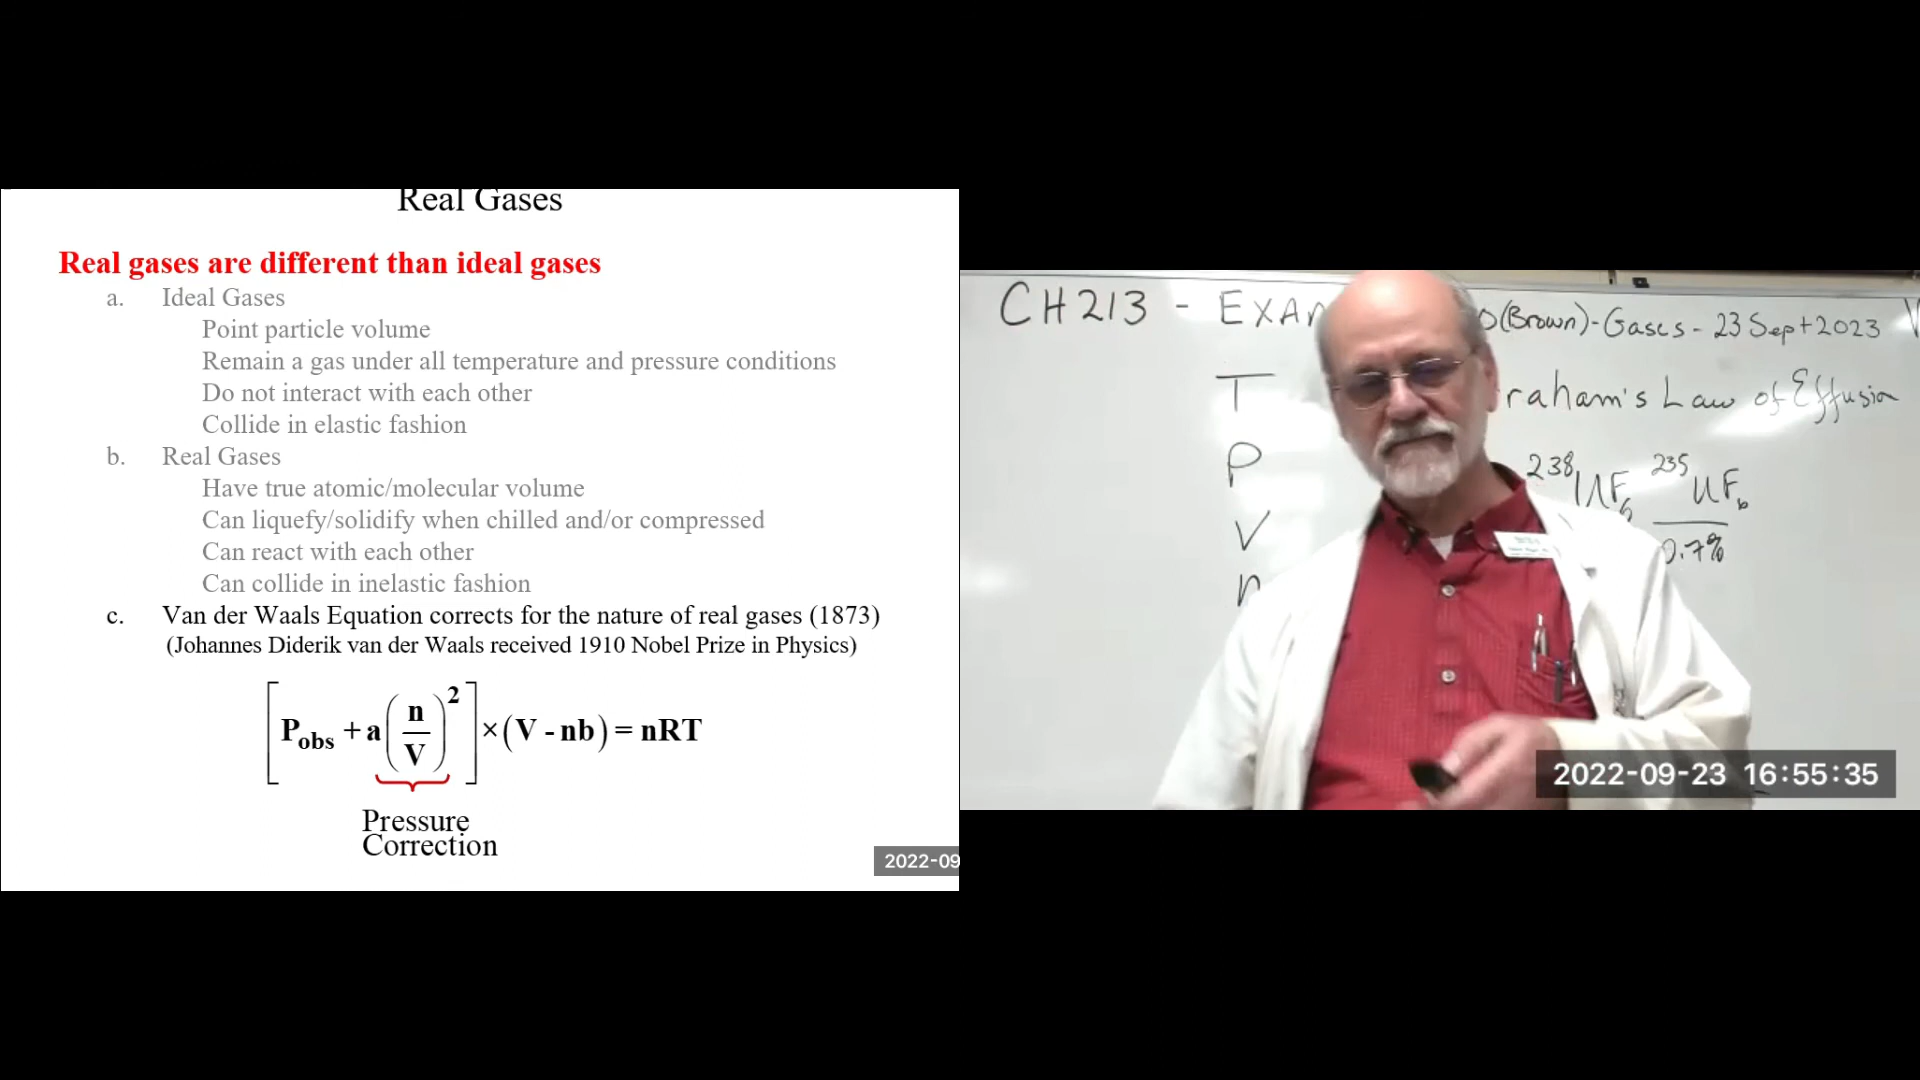 Real Gases
Real gases are different than ideal gases
a. Ideal Gases
Point particle volume
Remain a gas under all temperature and pressure conditions
Do not interact with each other
Collide in elastic fashion
b. Real Gases
Have true atomic/molecular volume
Can liquefy/solidify when chilled and/or compressed
Can react with each other
Can collide in inelastic fashion
c. Van der Waals Equation corrects for the nature of real gases (1873)
(Johannes Diderik van der Waals received 1910 Nobel Prize in Physics)
[P_obs + a(n/V)^2] × (V - nb) = nRT
Pressure
Correction
2022-09
CH213 - EXAM
(Brown)-Gases - 23 Sept 2023
T
raham's Law of Effusion
P
238UF6 235UF6
V
0.7%
n
2022-09-23 16:55:35